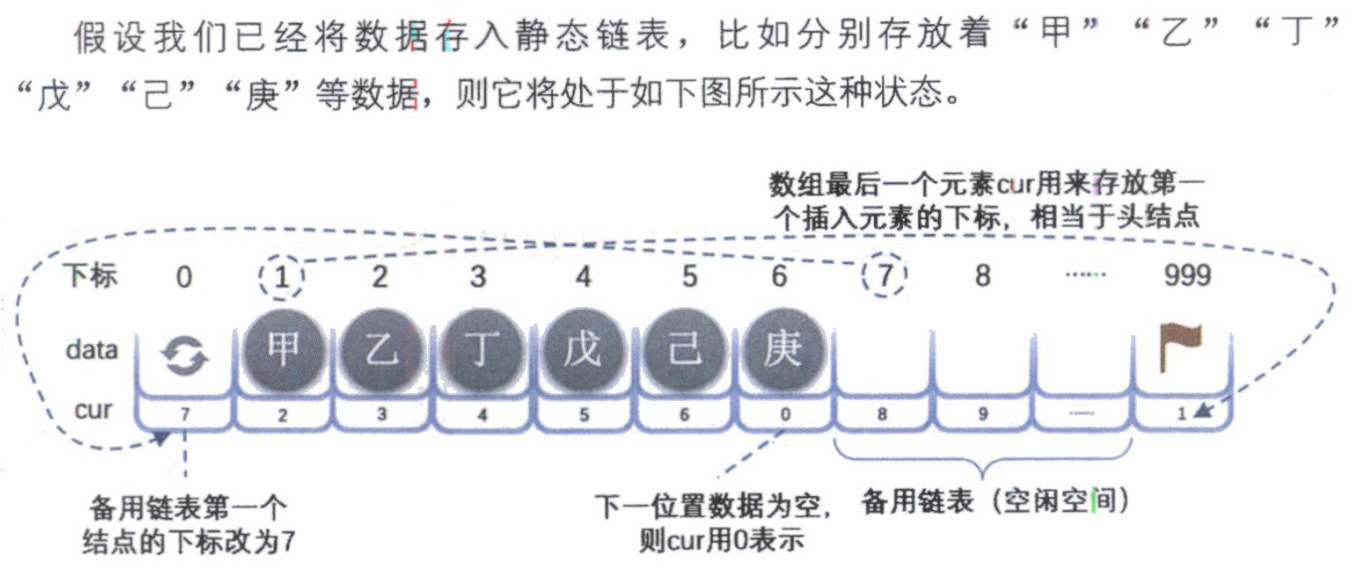 假设我们已经将数据存入静态链表，比如分别存放着“甲”“乙”“丁”
“戊”“己”“庚”等数据，则它将处于如下图所示这种状态。
数组最后一个元素cur用来存放第一
个插入元素的下标，相当于头结点
下标 0 1 2 3 4 5 6 7 8 …… 999
data 甲 乙 丁 戊 己 庚
cur 7 2 3 4 5 6 0 8 9 …… 1
备用链表第一个
结点的下标改为7
下一位置数据为空，
则cur用0表示
备用链表（空闲空间）